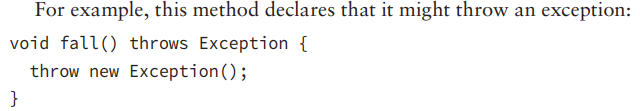 For example, this method declares that it might throw an exception:
void fall() throws Exception {
  throw new Exception();
}